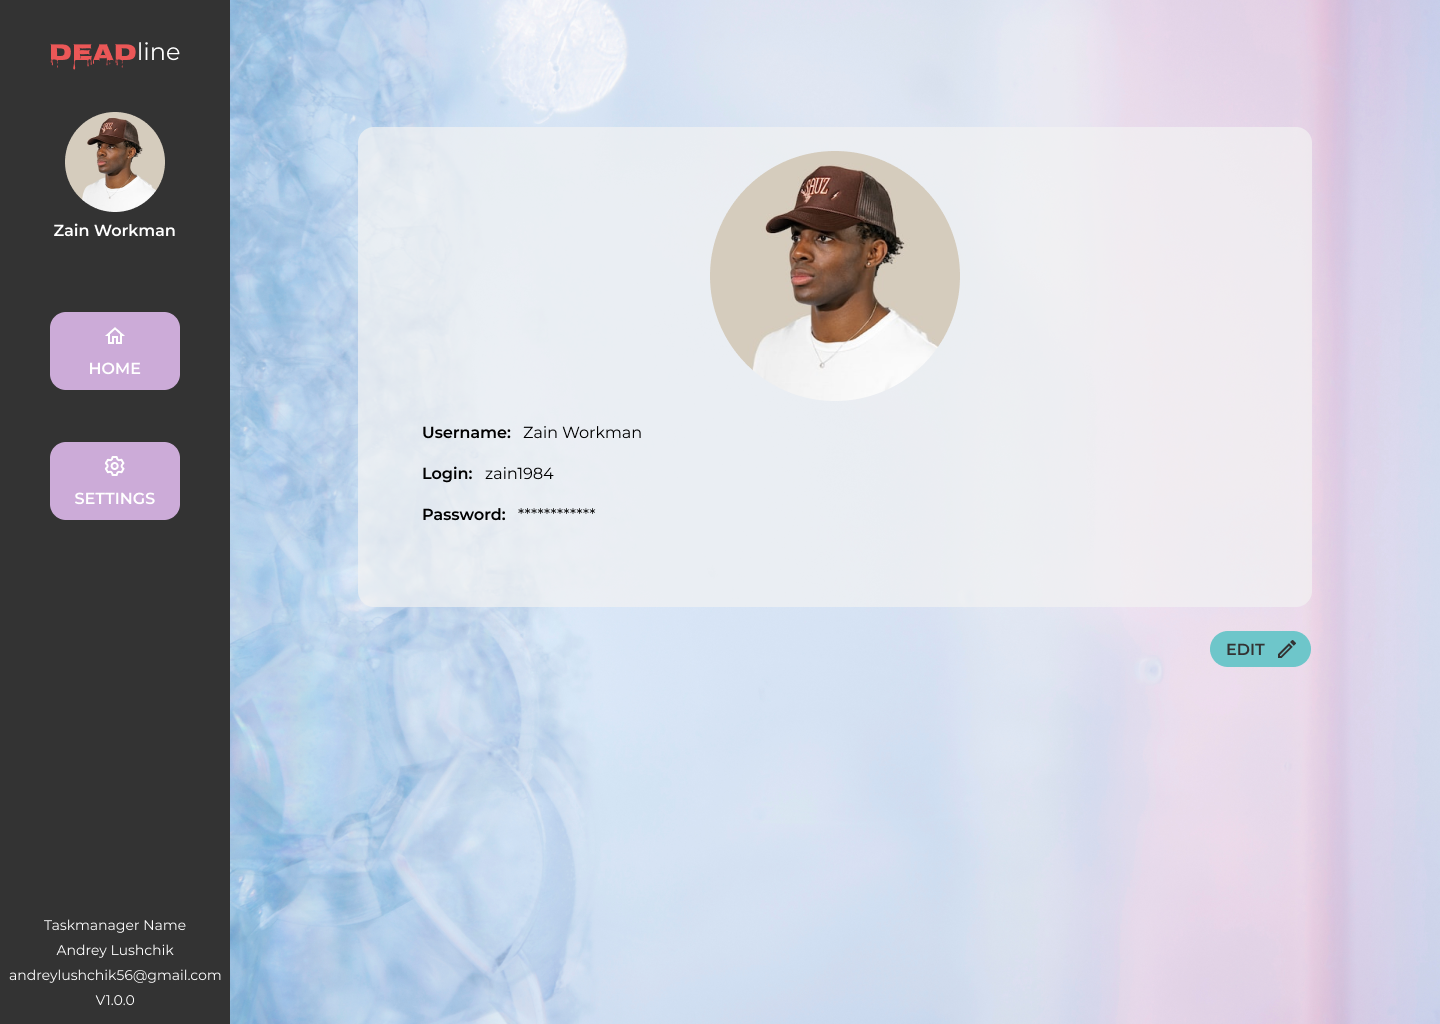 DEADline
Zain Workman
HOME
SETTINGS
Taskmanager Name
Andrey Lushchik
andreylushchik56@gmail.com
V1.0.0
SAUZ
Username: Zain Workman
Login: zain1984
Password: ************
EDIT